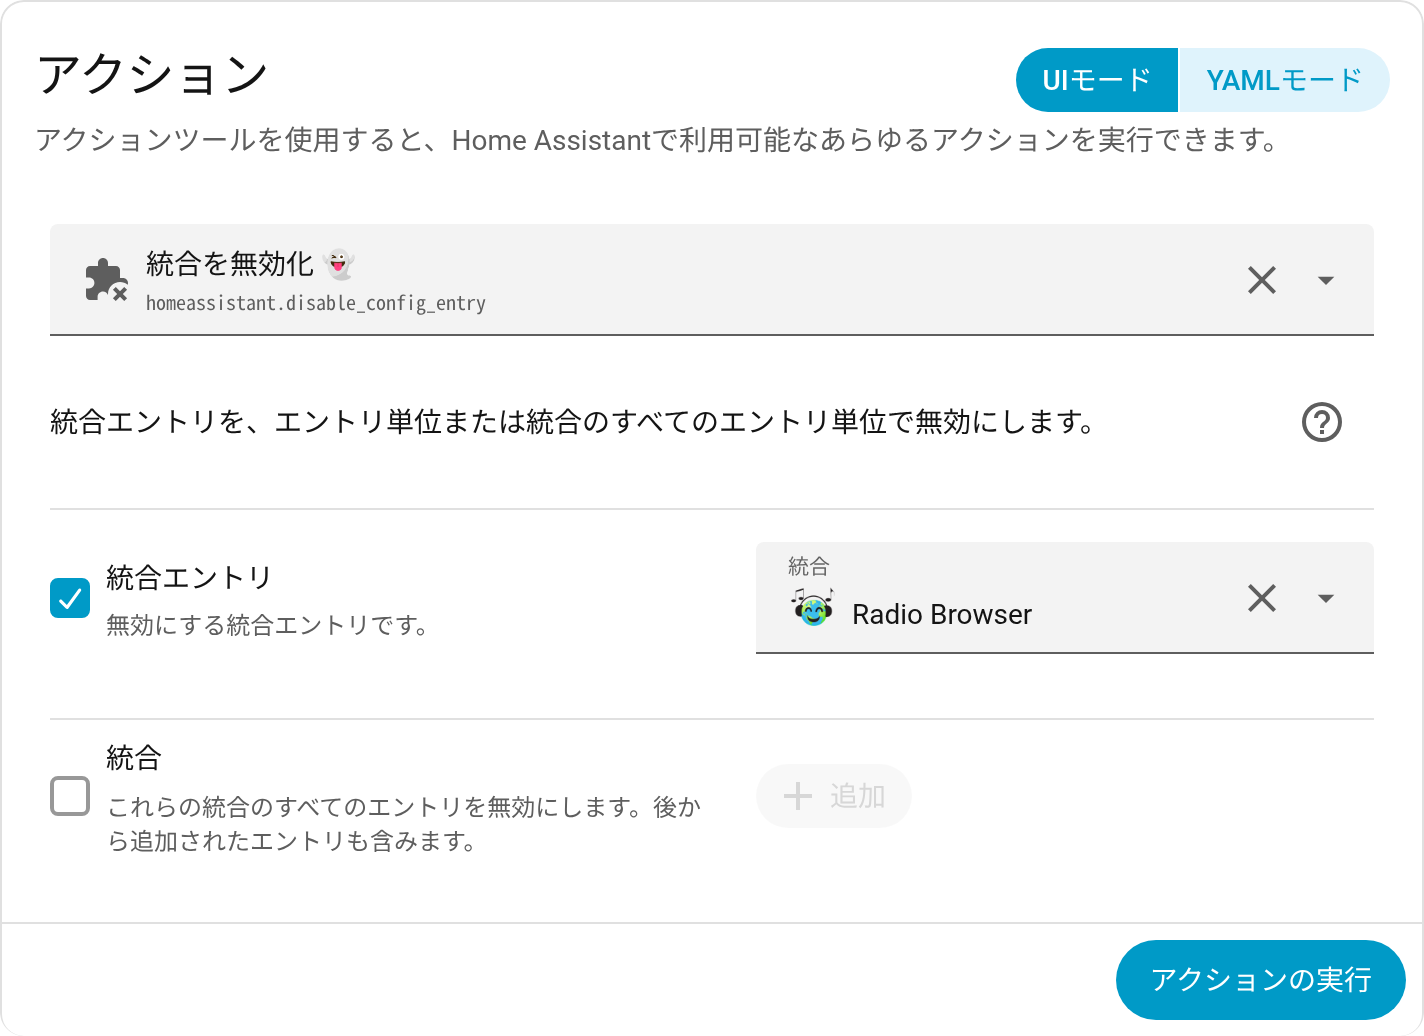 アクション
UIモード
YAMLモード
アクションツールを使用すると、Home Assistantで利用可能なあらゆるアクションを実行できます。
統合を無効化 👻
homeassistant.disable_config_entry
統合エントリを、エントリ単位または統合のすべてのエントリ単位で無効にします。
統合エントリ
無効にする統合エントリです。
統合
Radio Browser
統合
これらの統合のすべてのエントリを無効にします。後か
ら追加されたエントリも含みます。
追加
アクションの実行